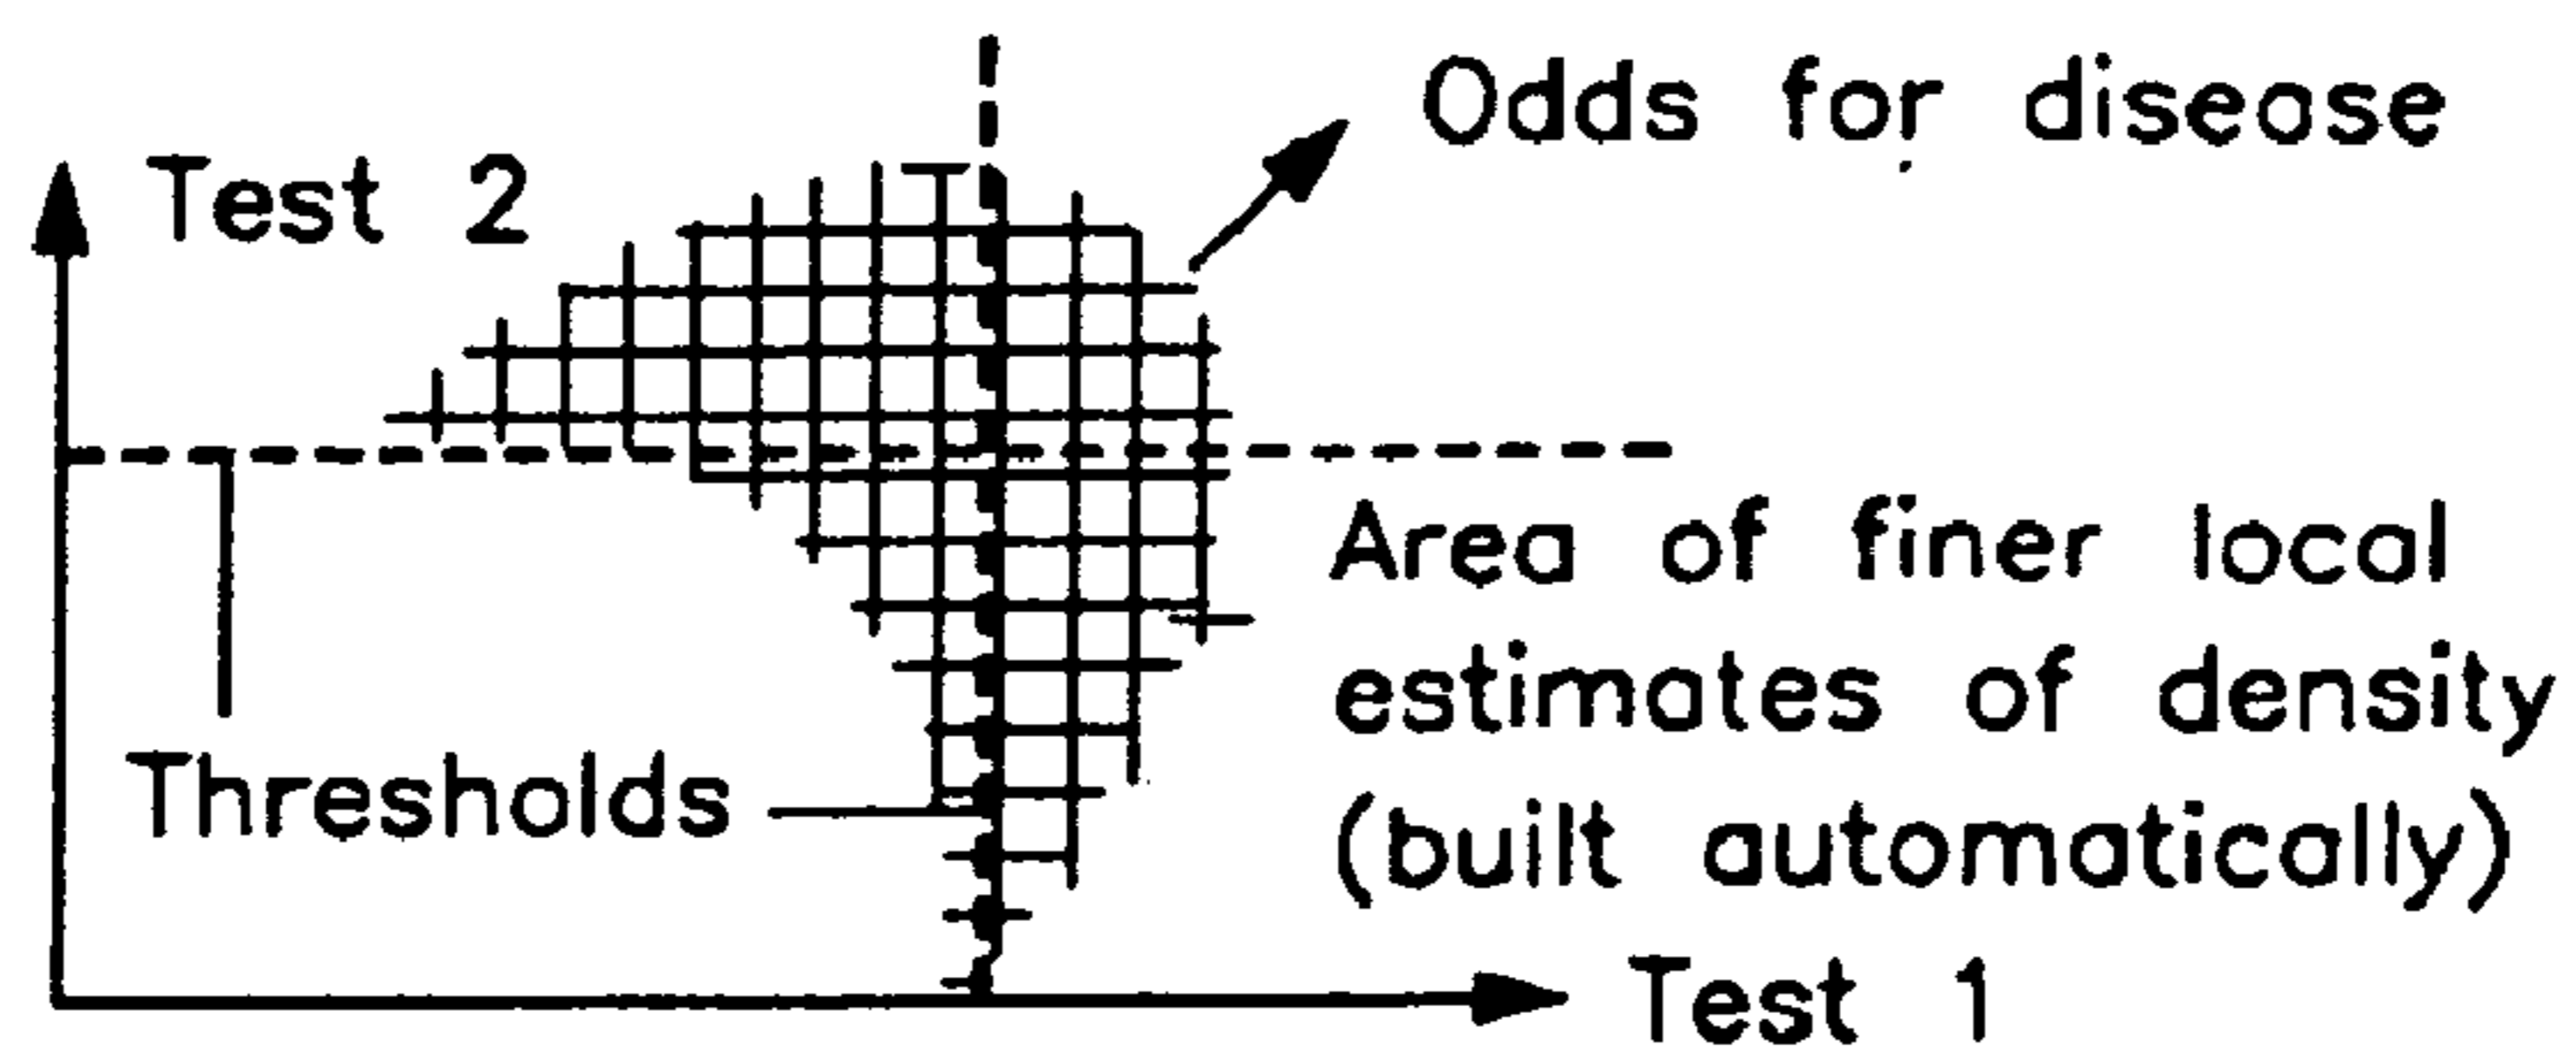 Odds for disease
Test 2
Area of finer local
estimates of density
(built automatically)
Thresholds
Test 1